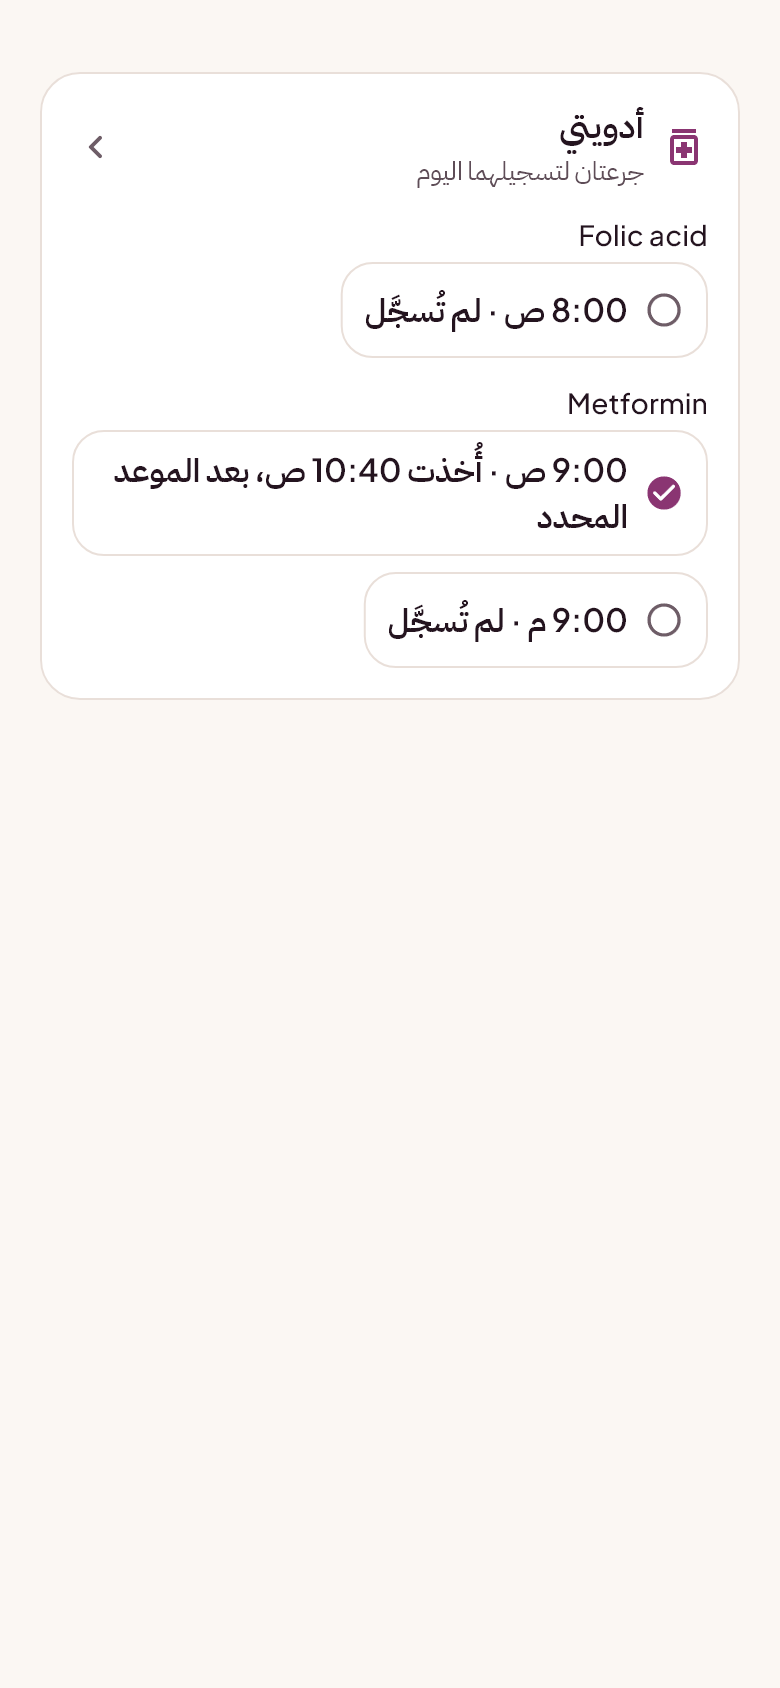 أدويتي
جرعتان لتسجيلهما اليوم
Folic acid
8:00 ص · لم تُسجَّل
Metformin
9:00 ص · أُخذت 10:40 ص، بعد الموعد
المحدد
9:00 م · لم تُسجَّل